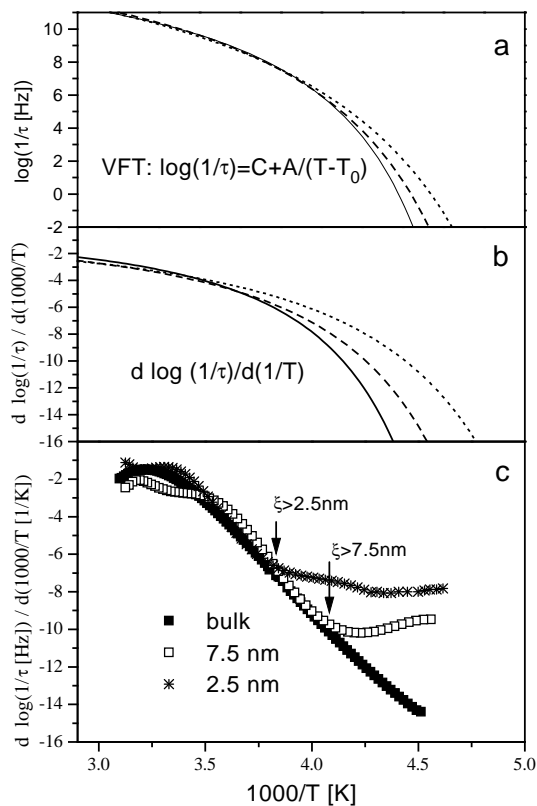 a
10
8
6
4
2
0
-2
log(1/τ [Hz])
VFT: log(1/τ)=C+A/(T-T0)
b
-2
-4
-6
-8
-10
-12
-14
-16
d log(1/τ) / d(1000/T)
d log (1/τ)/d(1/T)
c
-2
-4
-6
-8
-10
-12
-14
-16
d log(1/τ [Hz]) / d(1000/T [1/K)
ξ>2.5nm
ξ>7.5nm
bulk
7.5 nm
2.5 nm
3.0 3.5 4.0 4.5 5.0
1000/T [K]